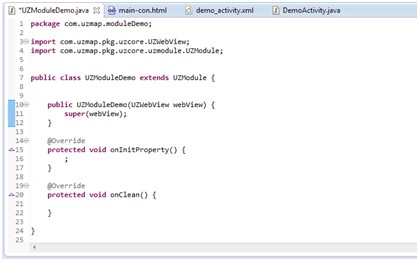 *UZModuleDemo.java main-con.html demo_activity.xml DemoActivity.java
1 package com.uzmap.moduleDemo;
2
3 import com.uzmap.pkg.uzcore.UZWebView;
4 import com.uzmap.pkg.uzcore.uzmodule.UZModule;
5
6
7 public class UZModuleDemo extends UZModule {
8
9
10 public UZModuleDemo(UZWebView webView) {
11 super(webView);
12 }
13
14 @Override
15 protected void onInitProperty() {
16 ;
17 }
18
19 @Override
20 protected void onClean() {
21
22 }
23
24 }
25